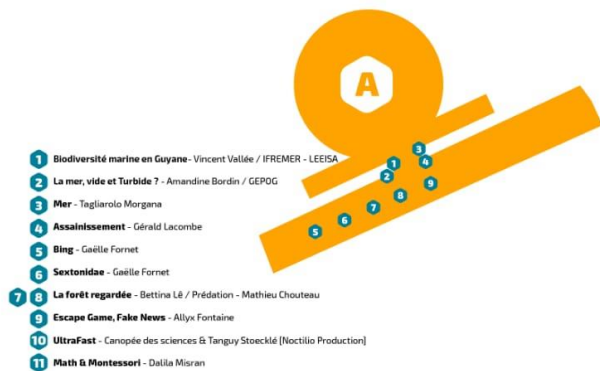 A
3
1
4
2
9
8
7
6
5
1 Biodiversité marine en Guyane- Vincent Vallée / IFREMER - LEEISA
2 La mer, vide et Turbide ? - Amandine Bordin / GEPOG
3 Mer - Tagliarolo Morgana
4 Assainissement - Gérald Lacombe
5 Bing - Gaëlle Fornet
6 Sextonidae - Gaëlle Fornet
7 8 La forêt regardée - Bettina Lê / Prédation - Mathieu Chouteau
9 Escape Game, Fake News - Allyx Fontaine
10 UltraFast - Canopée des sciences & Tanguy Stoecklé [Noctilio Production]
11 Math & Montessori - Dalila Misran